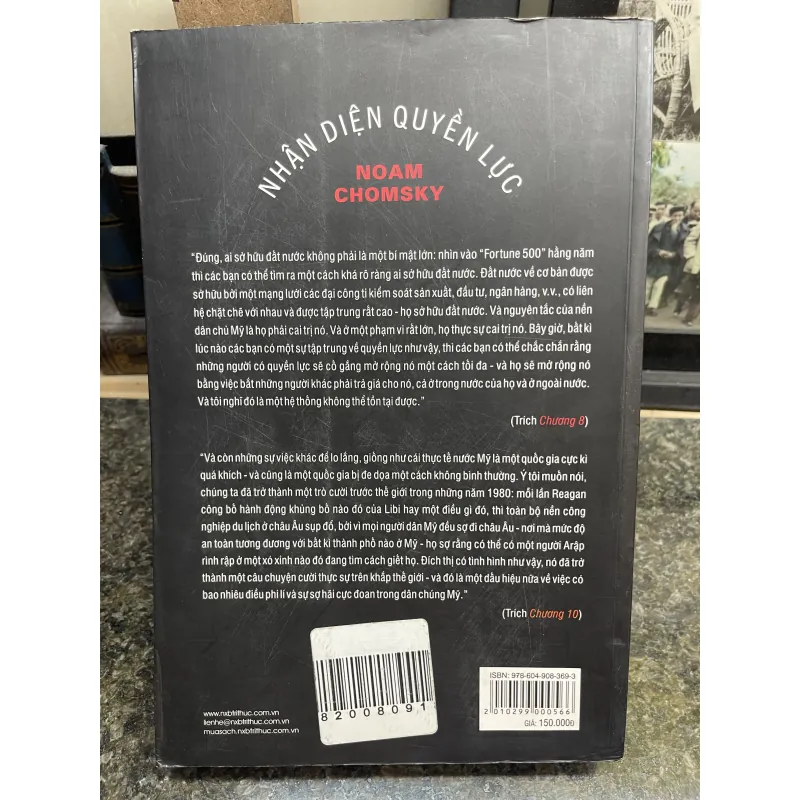 NHẬN DIỆN QUYỀN LỰC
NOAM
CHOMSKY
“Đúng, ai sở hữu đất nước không phải là một bí mật lớn: nhìn vào “Fortune 500” hằng năm
thì các bạn có thể tìm ra một cách khá rõ ràng ai sở hữu đất nước. Đất nước về cơ bản được
sở hữu bởi một mạng lưới các đại công ti kiểm soát sản xuất, đầu tư, ngân hàng, v.v., có liên
hệ chặt chẽ với nhau và được tập trung rất cao - họ sở hữu đất nước. Và nguyên tắc của nền
dân chủ Mỹ là họ phải cai trị nó. Và ở một phạm vi rất lớn, họ thực sự cai trị nó. Bây giờ, bất kì
lúc nào các bạn có một sự tập trung về quyền lực như vậy, thì các bạn có thể chắc chắn rằng
những người có quyền lực sẽ cố gắng mở rộng nó một cách tối đa - và họ sẽ mở rộng nó
bằng việc bắt những người khác phải trả giá cho nó, cả ở trong nước của họ và ở ngoài nước.
Và tôi nghĩ đó là một hệ thống không thể tồn tại được.”
(Trích Chương 8)
“Và còn những sự việc khác để lo lắng, giống như cái thực tế nước Mỹ là một quốc gia cực kì
quá khích - và cũng là một quốc gia bị đe dọa một cách không bình thường. Ý tôi muốn nói,
chúng ta đã trở thành một trò cười trước thế giới trong những năm 1980: mỗi lần Reagan
công bố hành động khủng bố nào đó của Libi hay một điều gì đó, thì toàn bộ nền công
nghiệp du lịch ở châu Âu sụp đổ, bởi vì mọi người dân Mỹ đều sợ đi châu Âu - nơi mà mức độ
an toàn tương đương với bất kì thành phố nào ở Mỹ - họ sợ rằng có thể có một người Arập
rình rập ở một xó xỉnh nào đó đang tìm cách giết họ. Đích thị có tình hình như vậy, nó đã trở
thành một câu chuyện cười thực sự trên khắp thế giới - và đó là một dấu hiệu nữa về việc có
bao nhiêu điều phi lí và sự sợ hãi cực đoan trong dân chúng Mỹ.”
(Trích Chương 10)
82008091
www.nxbtrithuc.com.vn
lienhe@nxbtrithuc.com.vn
muasach.nxbtrithuc.com.vn
ISBN: 978-604-908-369-3
2 010299 000566
GIÁ: 150.000đ